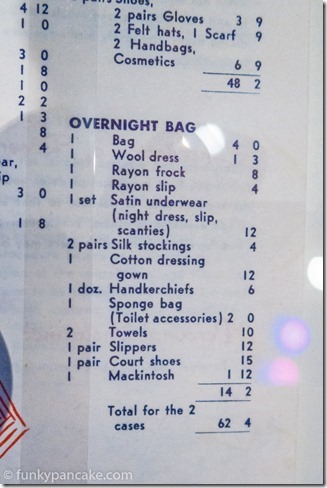 4 12
1 0
3 0
1 8
1 0
2 2
1 3
8
4
3 0
1 8
pairs Shoes,
2 pairs Gloves 3 9
2 Felt hats, 1 Scarf 9
2 Handbags,
Cosmetics 6 9
48 2
OVERNIGHT BAG
1 Bag 4 0
1 Wool dress 1 3
1 Rayon frock 8
1 Rayon slip 4
1 set Satin underwear
(night dress, slip,
scanties) 12
2 pairs Silk stockings 4
1 Cotton dressing
gown 12
1 doz. Handkerchiefs 6
1 Sponge bag
(Toilet accessories) 2 0
2 Towels 10
1 pair Slippers 12
1 pair Court shoes 15
1 Mackintosh 1 12
14 2
Total for the 2
cases 62 4
© funkypancake.com